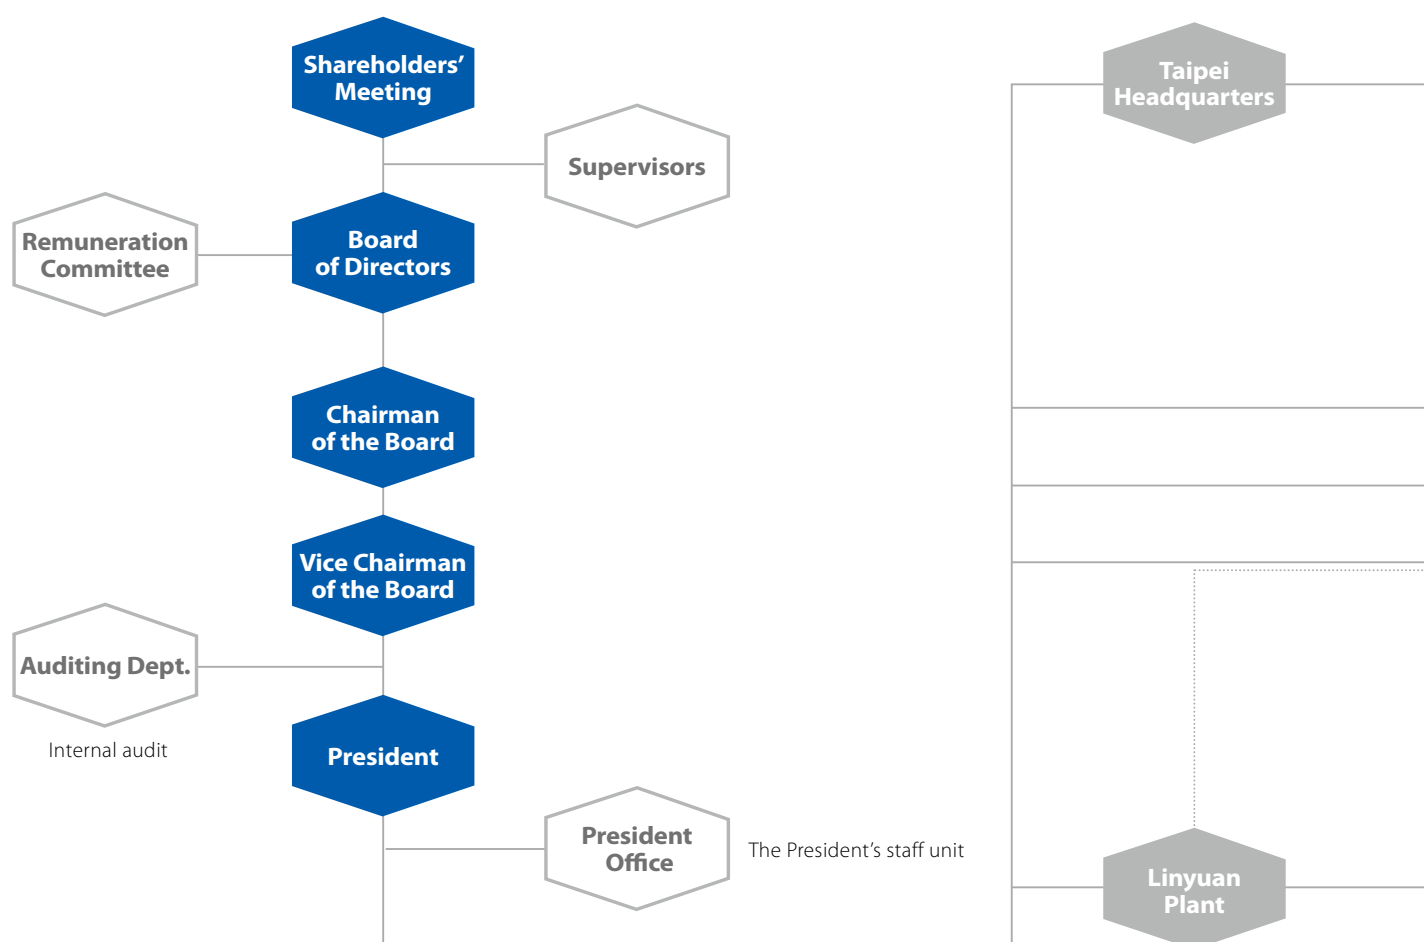 Shareholders’
Meeting
Supervisors
Remuneration
Committee
Board
of Directors
Chairman
of the Board
Vice Chairman
of the Board
Auditing Dept.
Internal audit
President
President
Office
The President’s staff unit
Taipei
Headquarters
Linyuan
Plant